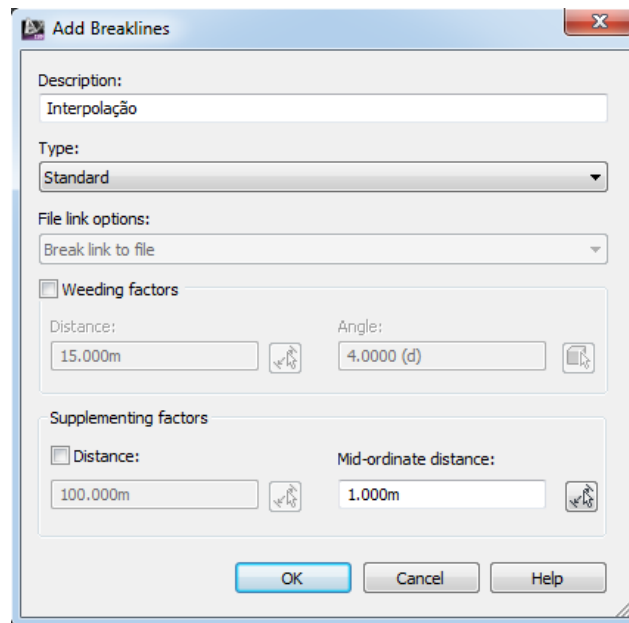 Add Breaklines
Description:
Interpolação
Type:
Standard
File link options:
Break link to file
Weeding factors
Distance: Angle:
15.000m 4.0000 (d)
Supplementing factors
Distance: Mid-ordinate distance:
100.000m 1.000m
OK Cancel Help